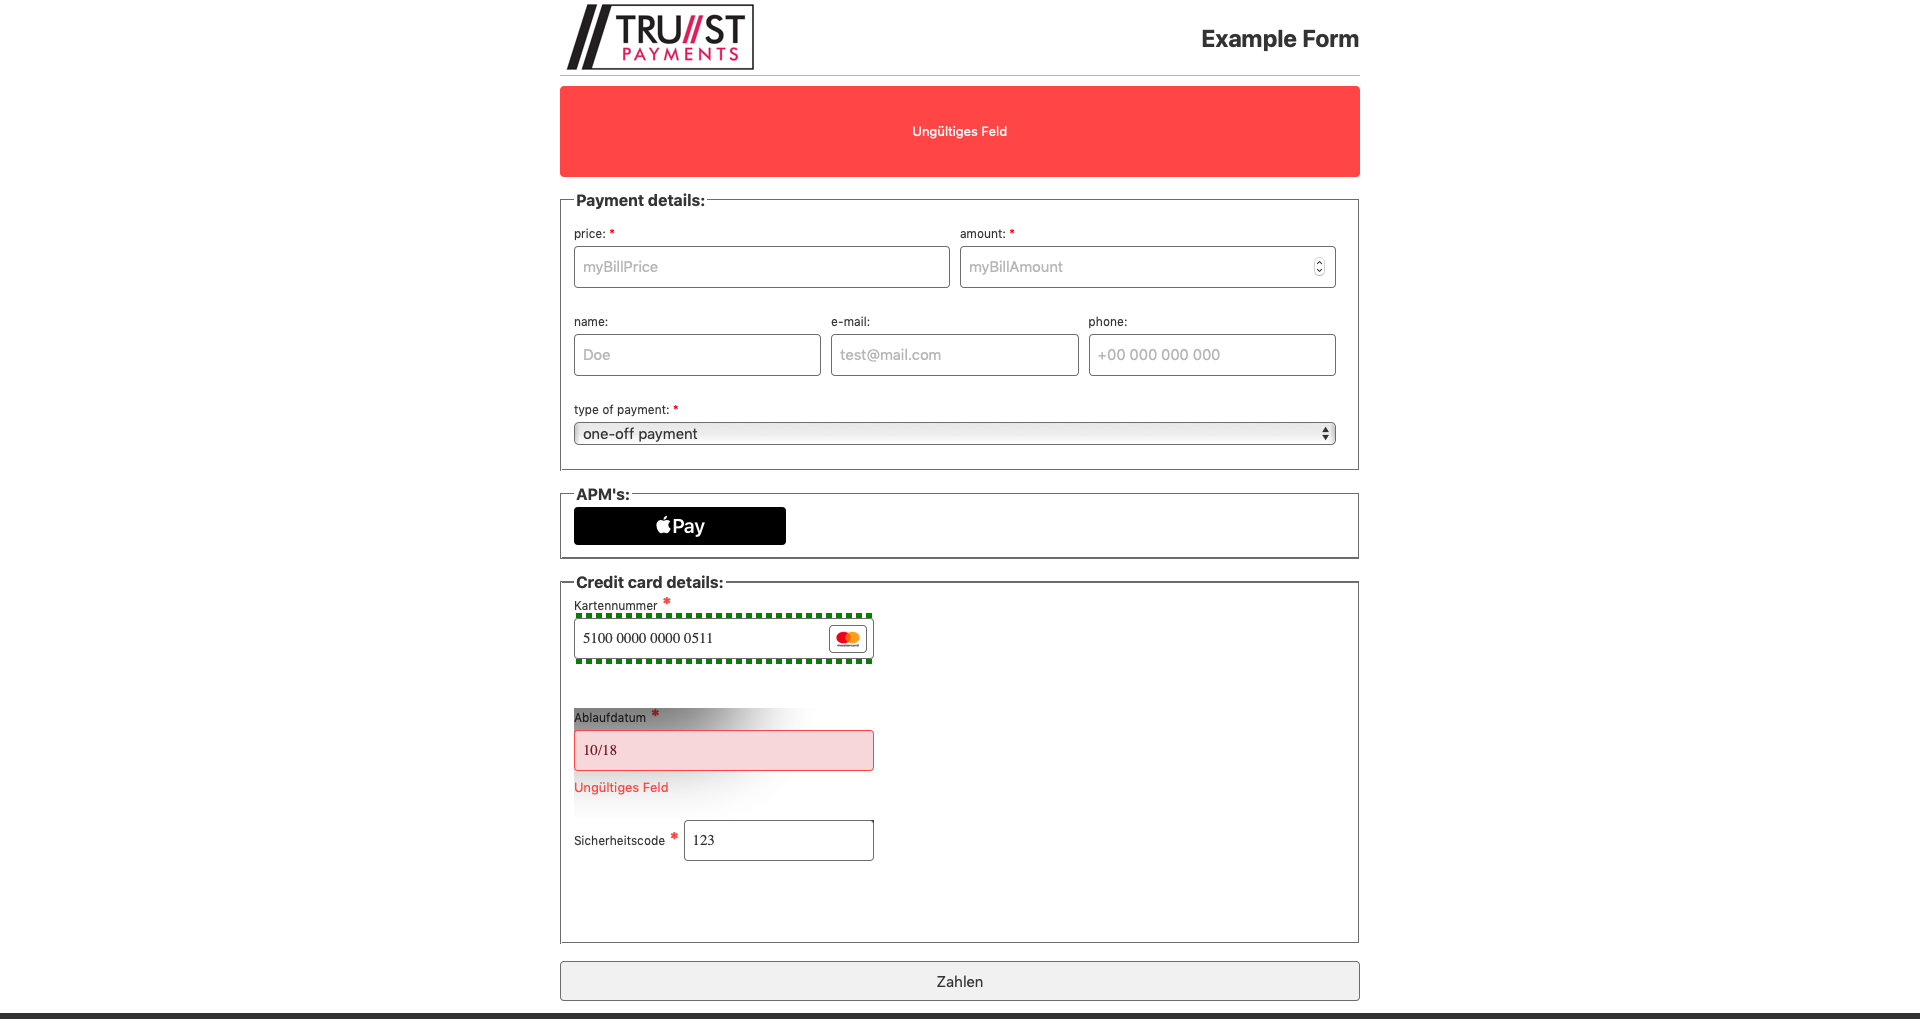 TRU//ST
PAYMENTS
Example Form
Ungültiges Feld
Payment details:
price: *
amount: *
myBillPrice
myBillAmount
name:
e-mail:
phone:
Doe
test@mail.com
+00 000 000 000
type of payment: *
one-off payment
APM's:
Pay
Credit card details:
Kartennummer *
5100 0000 0000 0511
mastercard
Ablaufdatum *
10/18
Ungültiges Feld
Sicherheitscode *
123
Zahlen